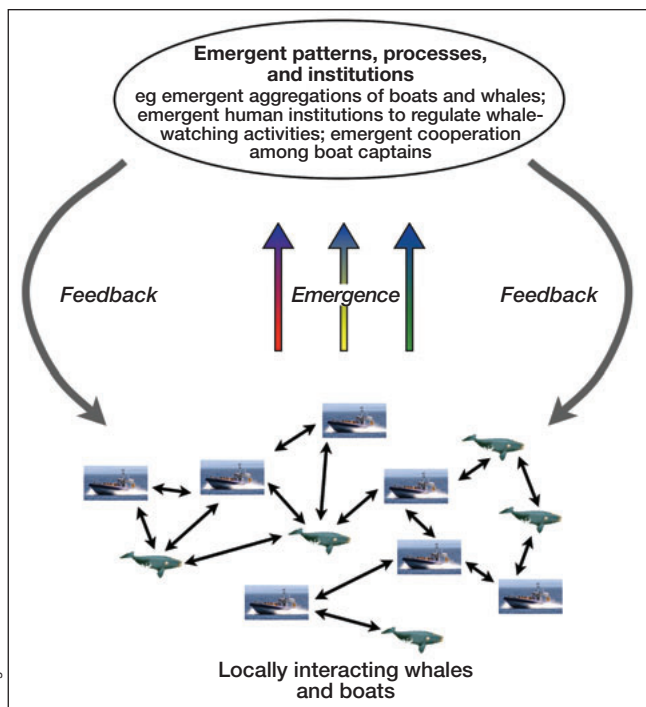 Emergent patterns, processes,
and institutions
eg emergent aggregations of boats and whales;
emergent human institutions to regulate whale-
watching activities; emergent cooperation
among boat captains
Feedback
Emergence
Feedback
Locally interacting whales
and boats